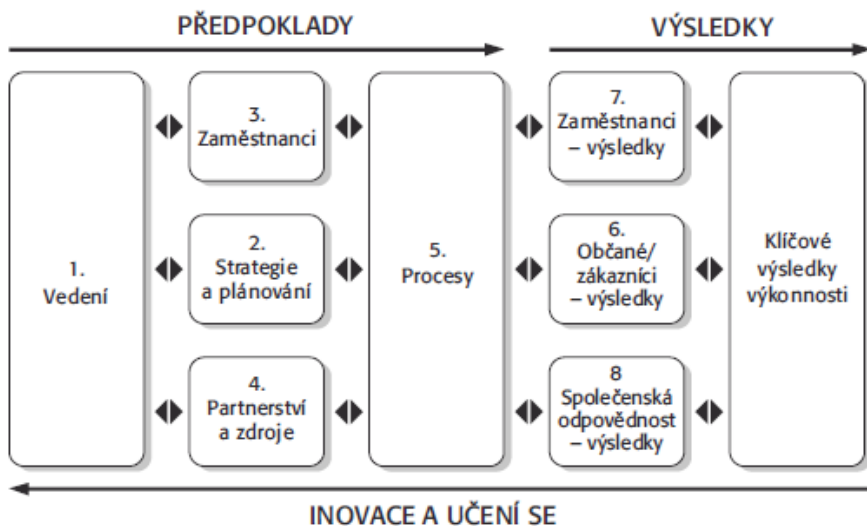 PŘEDPOKLADY
VÝSLEDKY
1.
Vedení
3.
Zaměstnanci
2.
Strategie
a plánování
4.
Partnerství
a zdroje
5.
Procesy
7.
Zaměstnanci
– výsledky
6.
Občané/
zákazníci
– výsledky
8
Společenská
odpovědnost
– výsledky
Klíčové
výsledky
výkonnosti
INOVACE A UČENÍ SE